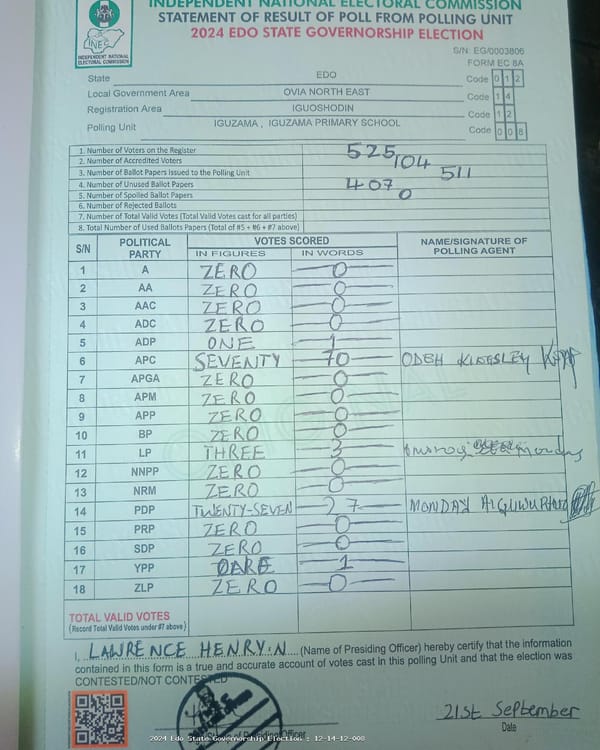 INDEPENDENT NATIONAL ELECTORAL COMMISSION
STATEMENT OF RESULT OF POLL FROM POLLING UNIT
2024 EDO STATE GOVERNORSHIP ELECTION
INEC
INDEPENDENT NATIONAL ELECTORAL COMMISSION
S/N: EG/0003806
FORM EC 8A
State EDO Code 0 1 2
Local Government Area OVIA NORTH EAST Code 1 4
Registration Area IGUOSHODIN Code 1 2
Polling Unit IGUZAMA , IGUZAMA PRIMARY SCHOOL Code 0 0 8
1. Number of Voters on the Register 525
2. Number of Accredited Voters 104
3. Number of Ballot Papers issued to the Polling Unit 511
4. Number of Unused Ballot Papers 407
5. Number of Spoiled Ballot Papers 0
6. Number of Rejected Ballots
7. Number of Total Valid Votes (Total Valid Votes cast for all parties)
8. Total Number of Used Ballots Papers (Total of #5 + #6 + #7 above)
S/N POLITICAL PARTY VOTES SCORED NAME/SIGNATURE OF POLLING AGENT
IN FIGURES IN WORDS
1 A ZERO 0
2 AA ZERO 0
3 AAC ZERO 0
4 ADC ZERO 0
5 ADP ONE 1
6 APC SEVENTY 70
7 APGA ZERO 0
8 APM ZERO 0
9 APP ZERO 0
10 BP ZERO 0
11 LP THREE 3
12 NNPP ZERO 0
13 NRM ZERO 0
14 PDP TWENTY-SEVEN 27 MONDAY
15 PRP ZERO 0
16 SDP ZERO 0
17 YPP 1
18 ZLP ZERO 0
TOTAL VALID VOTES
(Record Total Valid Votes under #7 above)
I, LAWRENCE HENRY.N (Name of Presiding Officer) hereby certify that the information
contained in this form is a true and accurate account of votes cast in this polling Unit and that the election was
CONTESTED/NOT CONTESTED
21st September
Officer
Date
2024 Edo State Governorship Election : 12-14-12-008